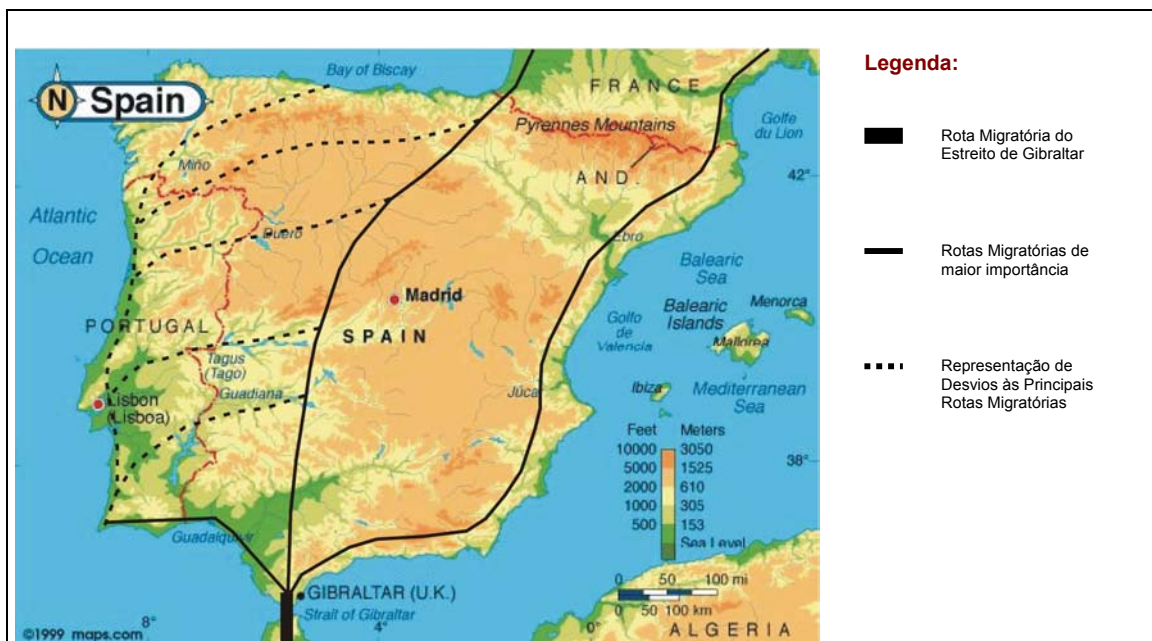 N Spain
Bay of Biscay
FRANCE
Pyrennes Mountains
Golfe
du Lion
AND.
42°
Miño
Atlantic
Ocean
Duero
Ebro
Balearic
Sea
Madrid
Balearic
Islands
Menorca
Mallorea
PORTUGAL
SPAIN
Golfo
de
Valencia
Tagus
(Tago)
Ibiza
Mediterranean
Sea
Lisbon
(Lisboa)
Guadiana
Júca
Feet Meters
10000 3050
5000 1525
2000 610
1000 305
500 153
Sea Level
38°
Guadalquivir
GIBRALTAR (U.K.)
Strait of Gibraltar
0 50 100 mi
0 50 100 km
8°
4°
0°
ALGERIA
©1999 maps.com
Legenda:
Rota Migratória do
Estreito de Gibraltar
Rotas Migratórias de
maior importância
Representação de
Desvios às Principais
Rotas Migratórias